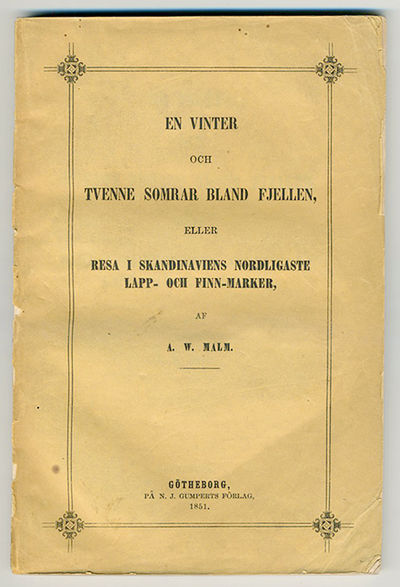 EN VINTER
OCH
TVENNE SOMRAR BLAND FJELLEN,
ELLER
RESA I SKANDINAVIENS NORDLIGASTE
LAPP- OCH FINN-MARKER,
AF
A. W. MALM.
GÖTHEBORG,
PÅ N. J. GUMPERTS FÖRLAG,
1851.